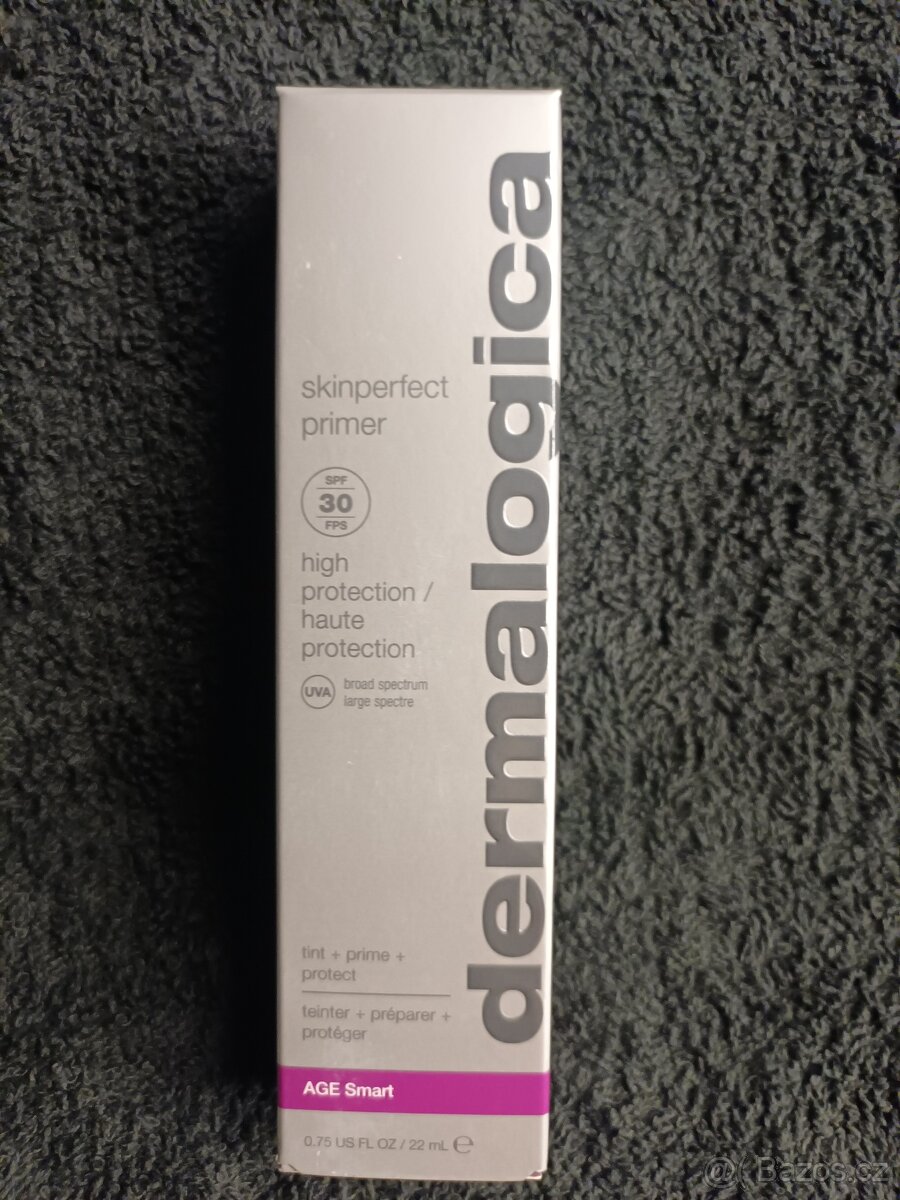 skinperfect
primer
SPF
30
FPS
high
protection /
haute
protection
UVA
broad spectrum
large spectre
dermalogica
tint + prime +
protect
teinter + préparer +
protéger
AGE Smart
0.75 US FL OZ / 22 mL ℮
@ Bazos.cz